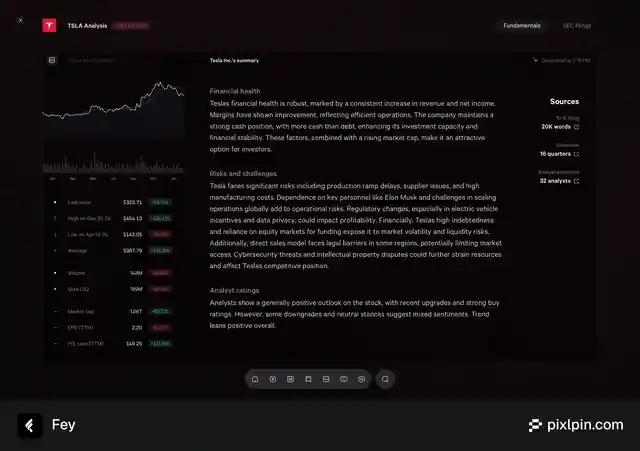 TSLA Analysis
Fundamentals
SEC filings
Tesla Inc.'s summary
Generated at
Financial health
Teslas financial health is robust, marked by a consistent increase in revenue and net income.
Margins have shown improvement, reflecting efficient operations. The company maintains a
strong cash position, with more cash than debt, enhancing its investment capacity and
financial stability. These factors, combined with a rising market cap, make it an attractive
option for investors.
Risks and challenges
Tesla faces significant risks including production ramp delays, supplier issues, and high
manufacturing costs. Dependence on key personnel like Elon Musk and challenges in scaling
operations globally add to operational risks. Regulatory changes, especially in electric vehicle
incentives and data privacy, could impact profitability. Financially, Teslas high indebtedness
and reliance on equity markets for funding expose it to market volatility and liquidity risks.
Additionally, direct sales model faces legal barriers in some regions, potentially limiting market
access. Cybersecurity threats and intellectual property disputes could further strain resources
and affect Teslas competitive position.
Analyst ratings
Analysts show a generally positive outlook on the stock, with recent upgrades and strong buy
ratings. However, some downgrades and neutral stances suggest mixed sentiments. Trend
leans positive overall.
Sources
10-K filing
20K words
16 quarters
Analyst
32 analysts
Last price $329.71
High on Dec
Low on Apr $142.05
Average $387.79
Volume 148M
Market cap 1.06T
EPS (TTM) 2.20
P/E ratio (TTM) 149.25
Fey
pixlpin.com